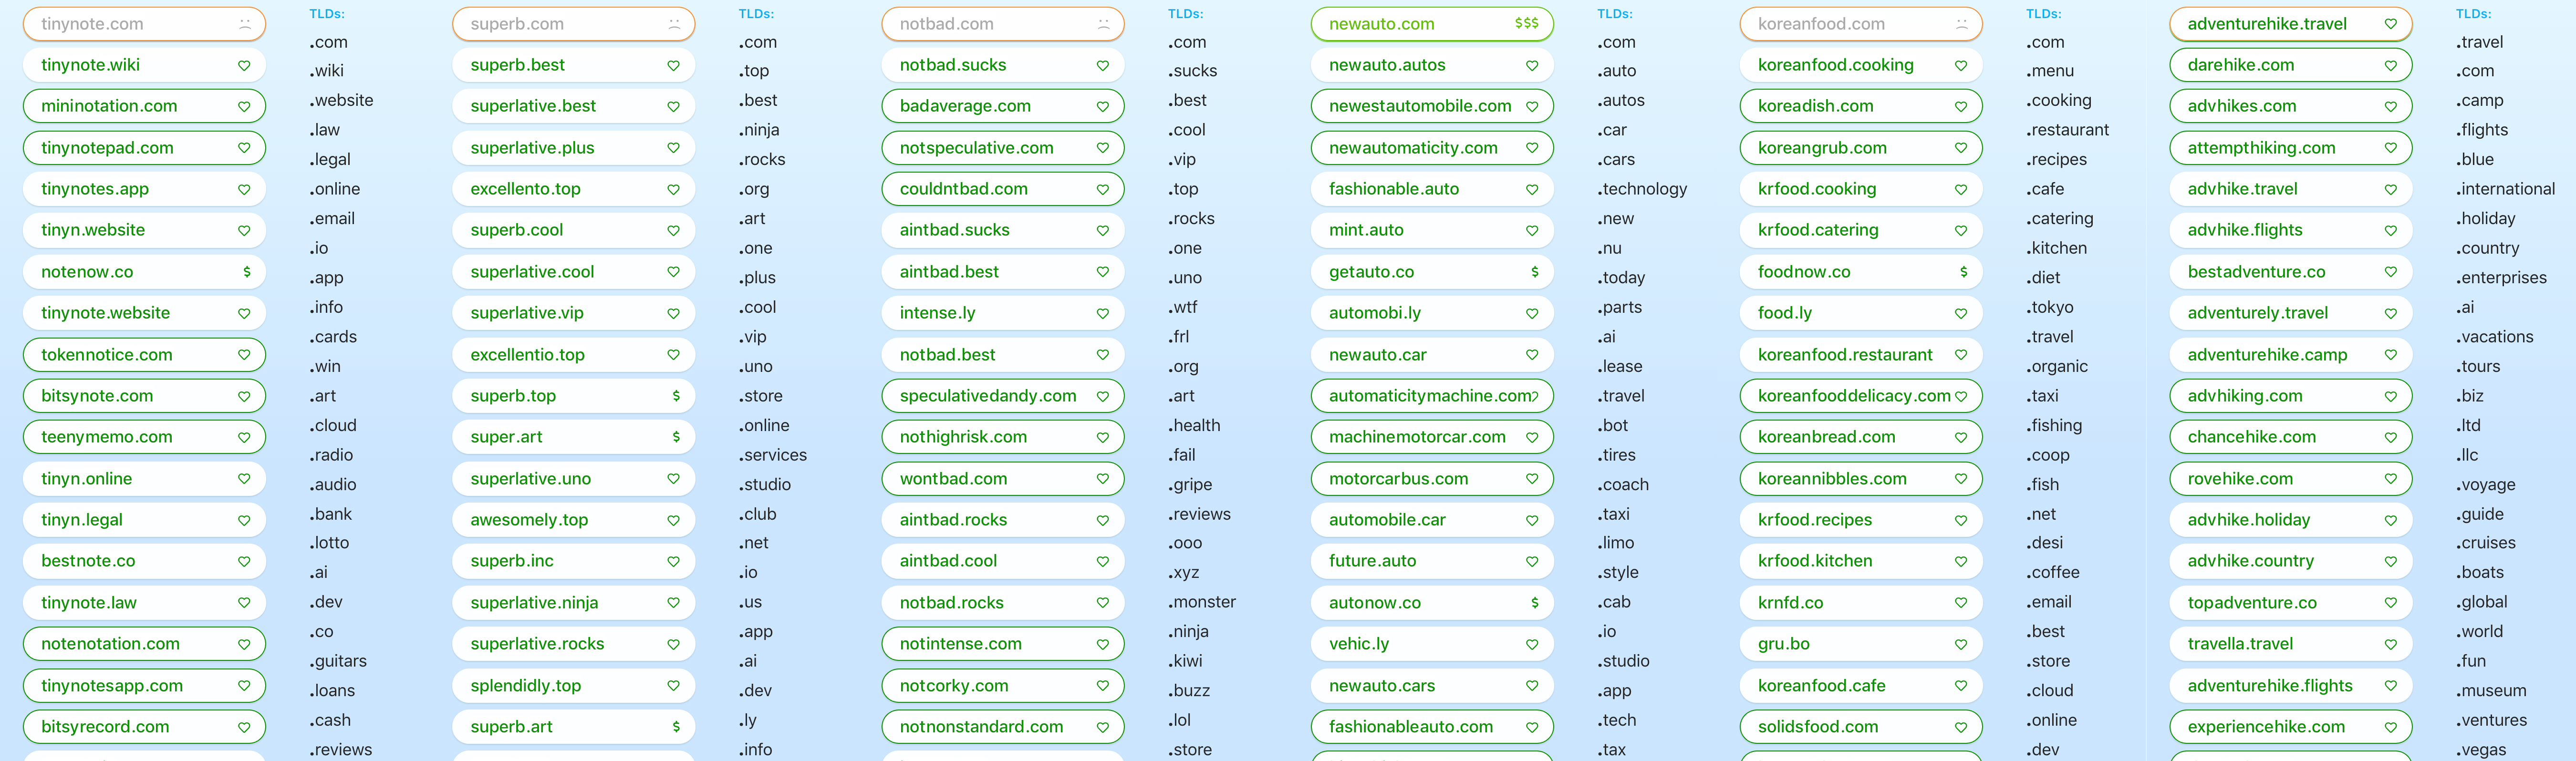 tinynote.com
tinynote.wiki
mininotation.com
tinynotepad.com
tinynotes.app
tinyn.website
notenow.co $
tinynote.website
tokennotice.com
bitsynote.com
teenymemo.com
tinyn.online
tinyn.legal
bestnote.co
tinynote.law
notenotation.com
tinynotesapp.com
bitsyrecord.com
TLDs:
.com
.wiki
.website
.law
.legal
.online
.email
.io
.app
.info
.cards
.win
.art
.cloud
.radio
.audio
.bank
.lotto
.ai
.dev
.co
.guitars
.loans
.cash
.reviews
superb.com
superb.best
superlative.best
superlative.plus
excellento.top
superb.cool
superlative.cool
superlative.vip
excellentio.top
superb.top $
super.art $
superlative.uno
awesomely.top
superb.inc
superlative.ninja
superlative.rocks
splendidly.top
superb.art $
TLDs:
.com
.top
.best
.ninja
.rocks
.org
.art
.one
.plus
.cool
.vip
.uno
.store
.online
.services
.studio
.club
.net
.io
.us
.app
.ai
.dev
.ly
.info
notbad.com
notbad.sucks
badaverage.com
notspeculative.com
couldntbad.com
aintbad.sucks
aintbad.best
intense.ly
notbad.best
speculativedandy.com
nothighrisk.com
wontbad.com
aintbad.rocks
aintbad.cool
notbad.rocks
notintense.com
notcorky.com
notnonstandard.com
TLDs:
.com
.sucks
.best
.cool
.vip
.top
.rocks
.one
.uno
.wtf
.frl
.org
.art
.health
.fail
.gripe
.reviews
.ooo
.xyz
.monster
.ninja
.kiwi
.buzz
.lol
.store
newauto.com $$$
newauto.autos
newestautomobile.com
newautomaticity.com
fashionable.auto
mint.auto
getauto.co $
automobi.ly
newauto.car
automaticitymachine.com
machinemotorcar.com
motorcarbus.com
automobile.car
future.auto
autonow.co $
vehic.ly
newauto.cars
fashionableauto.com
TLDs:
.com
.auto
.autos
.car
.cars
.technology
.new
.nu
.today
.parts
.ai
.lease
.travel
.bot
.tires
.coach
.taxi
.limo
.style
.cab
.io
.studio
.app
.tech
.tax
koreanfood.com
koreanfood.cooking
koreadish.com
koreangrub.com
krfood.cooking
krfood.catering
foodnow.co $
food.ly
koreanfood.restaurant
koreanfooddelicacy.com
koreanbread.com
koreannibbles.com
krfood.recipes
krfood.kitchen
krnfd.co
gru.bo
koreanfood.cafe
solidsfood.com
TLDs:
.com
.menu
.cooking
.restaurant
.recipes
.cafe
.catering
.kitchen
.diet
.tokyo
.travel
.organic
.taxi
.fishing
.coop
.fish
.net
.desi
.coffee
.email
.best
.store
.cloud
.online
.dev
adventurehike.travel
darehike.com
advhikes.com
attempthiking.com
advhike.travel
advhike.flights
bestadventure.co
adventurely.travel
adventurehike.camp
advhiking.com
chancehike.com
rovehike.com
advhike.holiday
advhike.country
topadventure.co
travella.travel
adventurehike.flights
experiencehike.com
TLDs:
.travel
.com
.camp
.flights
.blue
.international
.holiday
.country
.enterprises
.ai
.vacations
.tours
.biz
.ltd
.llc
.voyage
.guide
.cruises
.boats
.global
.world
.fun
.museum
.ventures
.vegas